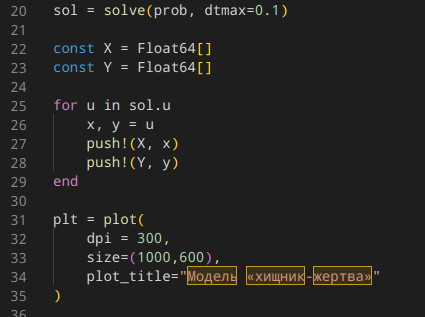 20 sol = solve(prob, dtmax=0.1)
21
22 const X = Float64[]
23 const Y = Float64[]
24
25 for u in sol.u
26     x, y = u
27     push!(X, x)
28     push!(Y, y)
29 end
30
31 plt = plot(
32     dpi = 300,
33     size=(1000,600),
34     plot_title="Модель «хищник-жертва»"
35 )
36